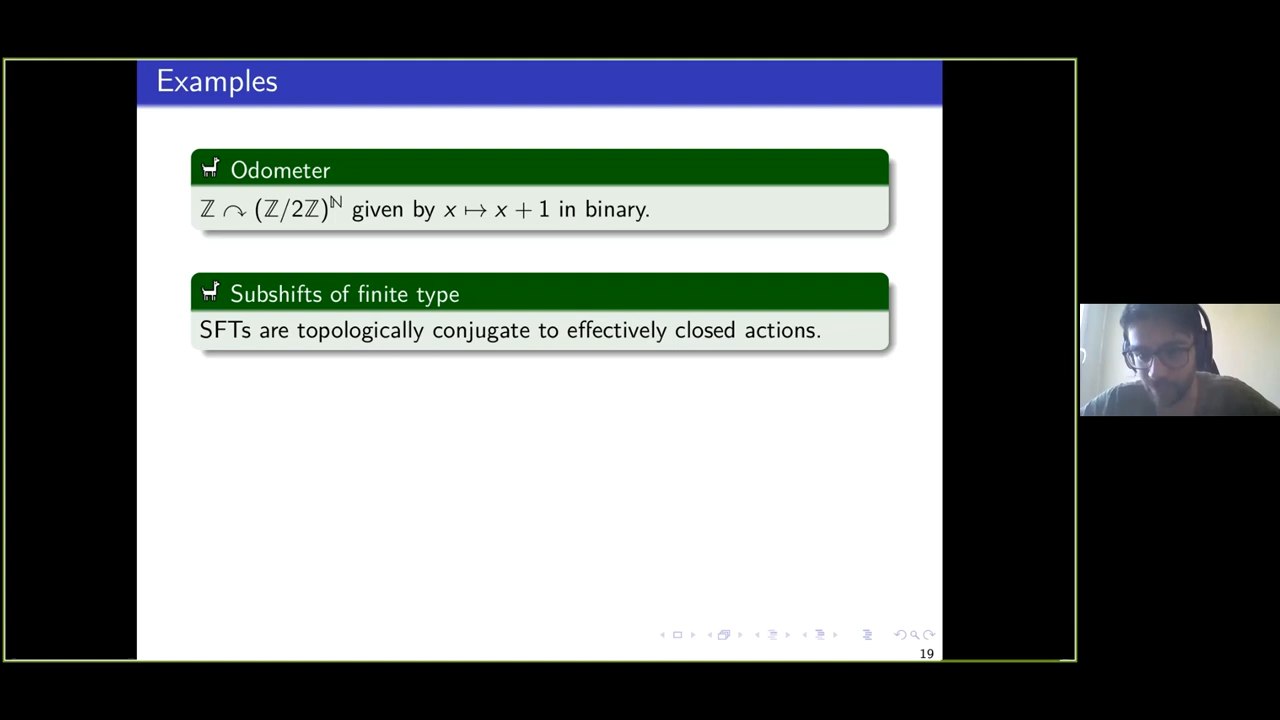 Examples
Odometer
ℤ ↷ (ℤ/2ℤ)^ℕ given by x ↦ x + 1 in binary.
Subshifts of finite type
SFTs are topologically conjugate to effectively closed actions.
19